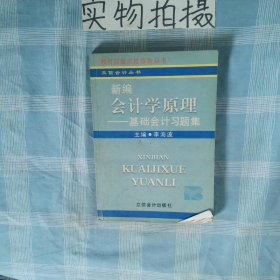 实物拍摄
立信会计丛书
新编
会计学原理
——基础会计习题集
主编·李海波
XINBIAN
KUAIJIXUE
YUANLI
立信会计出版社